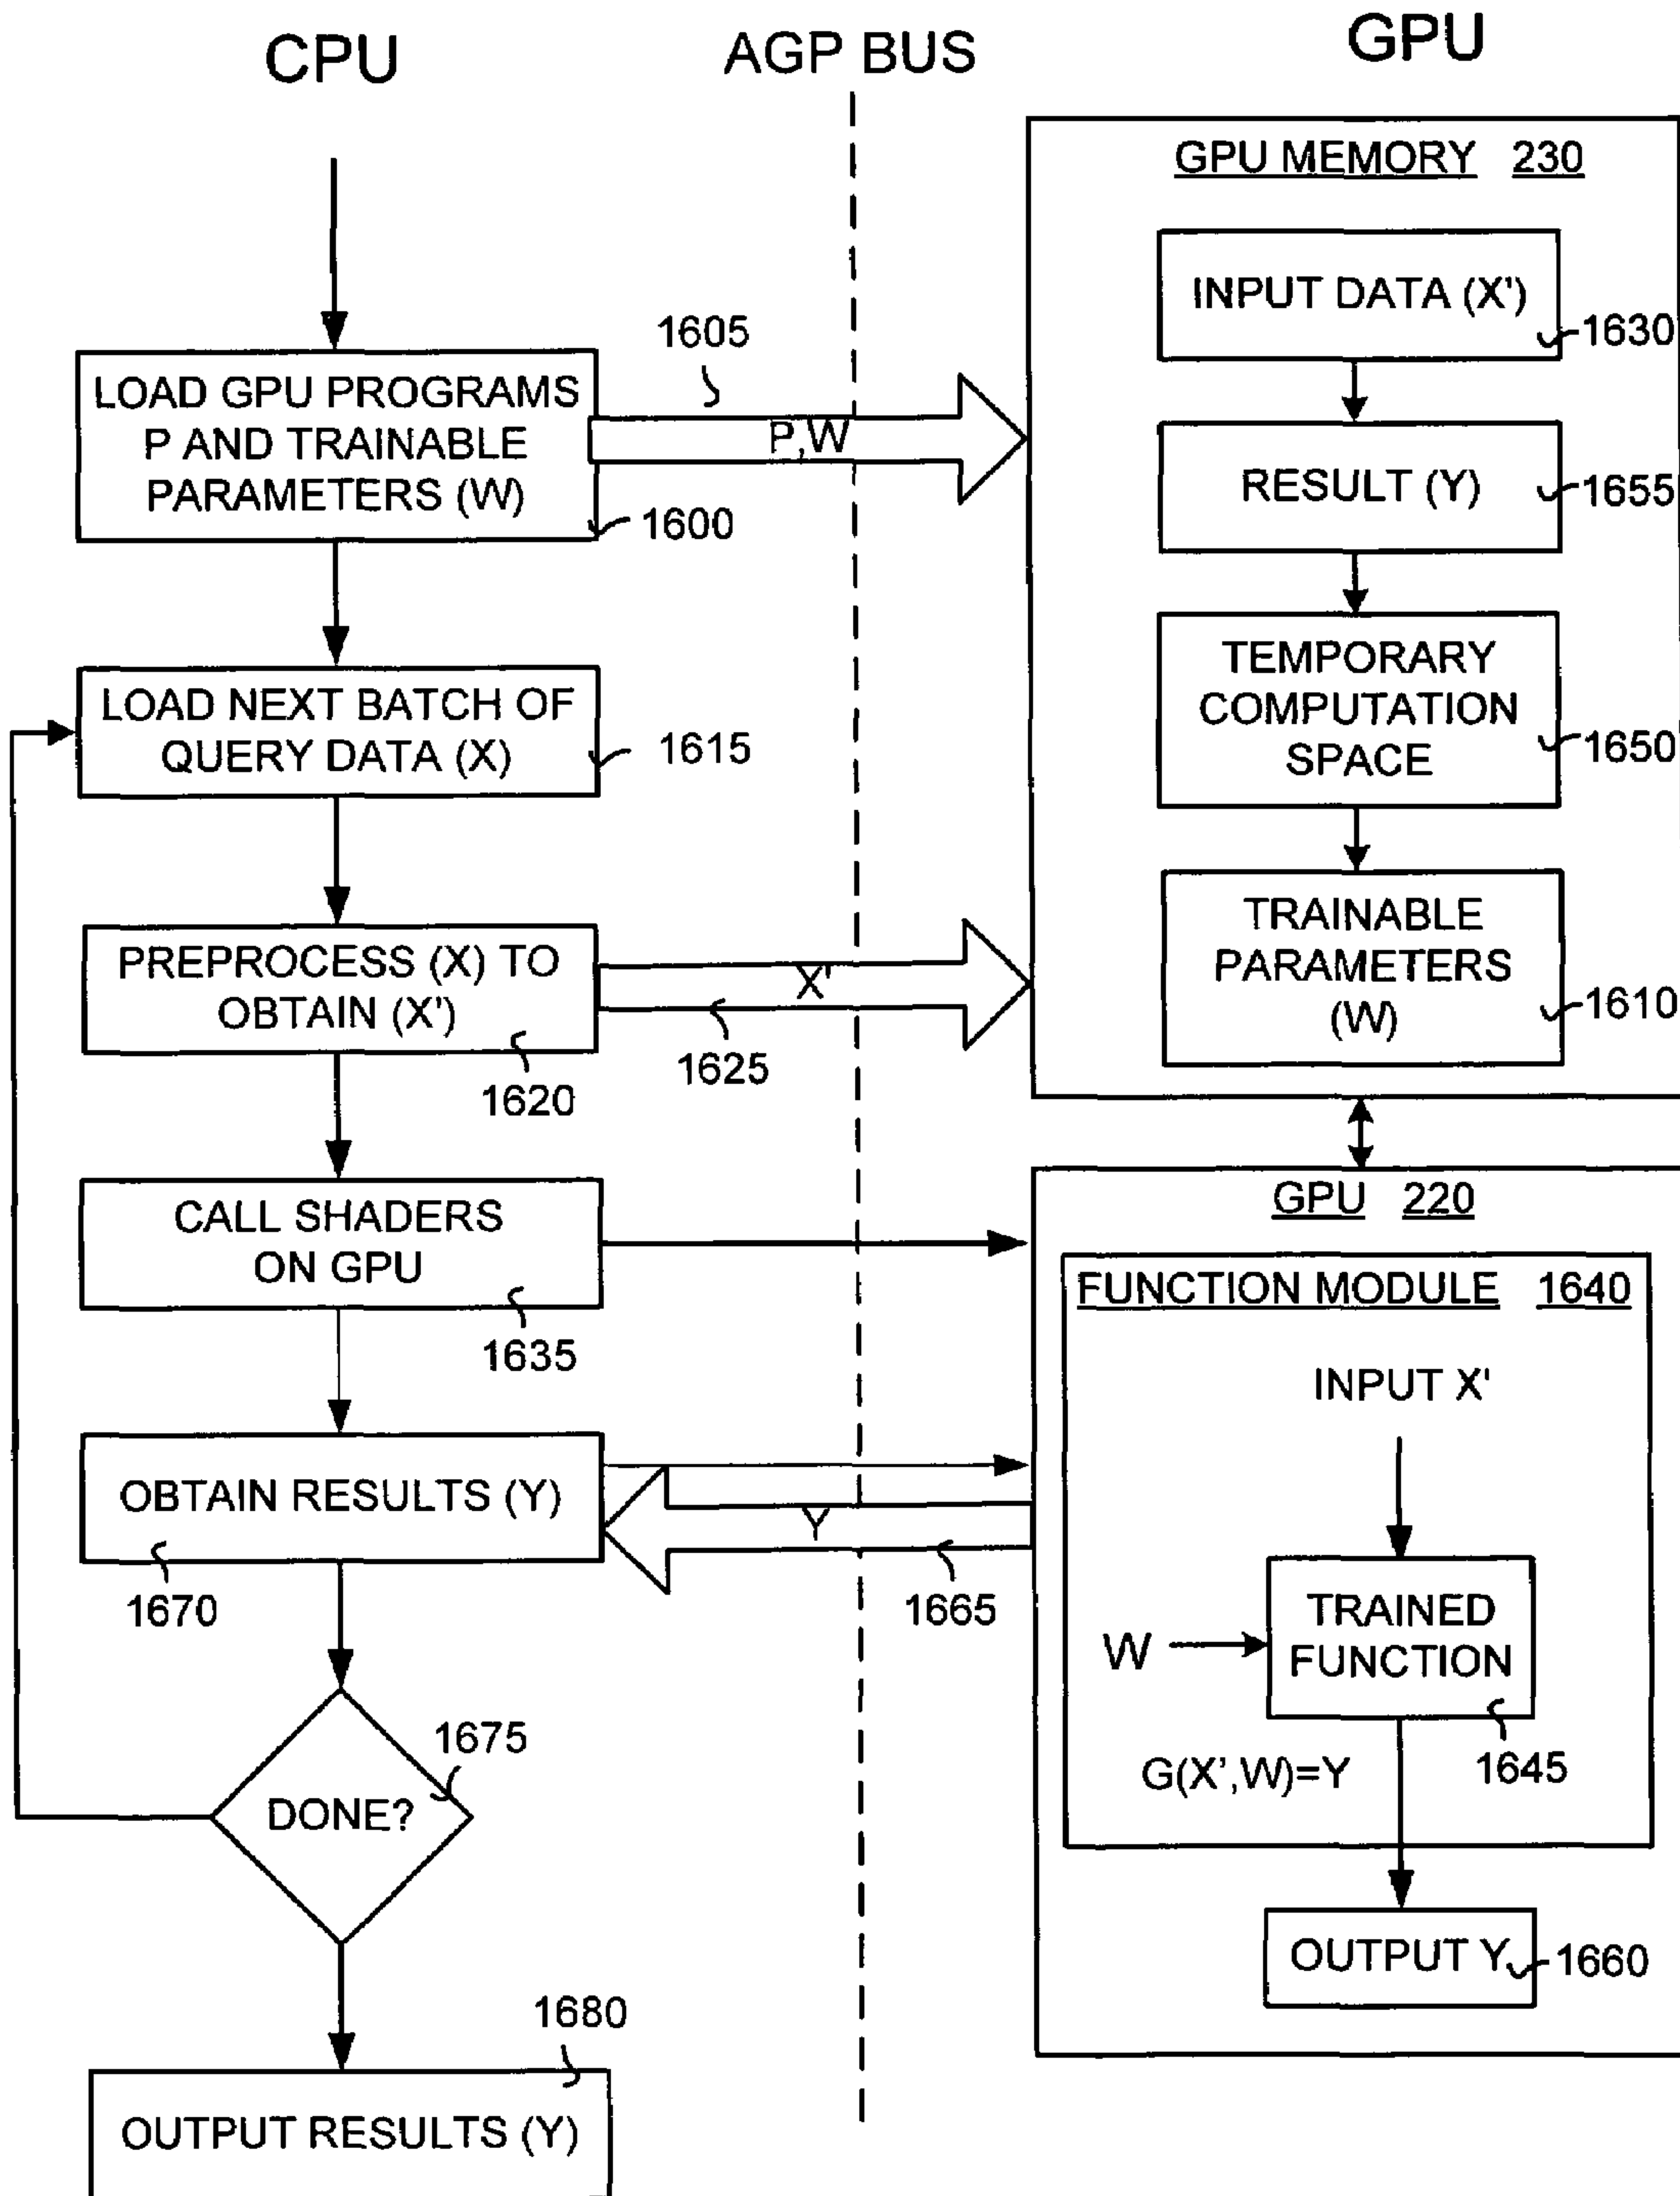 CPU
AGP BUS
GPU
LOAD GPU PROGRAMS
P AND TRAINABLE
PARAMETERS (W)
1600
1605
P,W
LOAD NEXT BATCH OF
QUERY DATA (X)
1615
PREPROCESS (X) TO
OBTAIN (X')
1620
X'
1625
CALL SHADERS
ON GPU
1635
OBTAIN RESULTS (Y)
1670
Y
1665
DONE?
1675
1680
OUTPUT RESULTS (Y)
GPU MEMORY 230
INPUT DATA (X')
1630
RESULT (Y)
1655
TEMPORARY
COMPUTATION
SPACE
1650
TRAINABLE
PARAMETERS
(W)
1610
GPU 220
FUNCTION MODULE 1640
INPUT X'
W
TRAINED
FUNCTION
1645
G(X',W)=Y
OUTPUT Y
1660